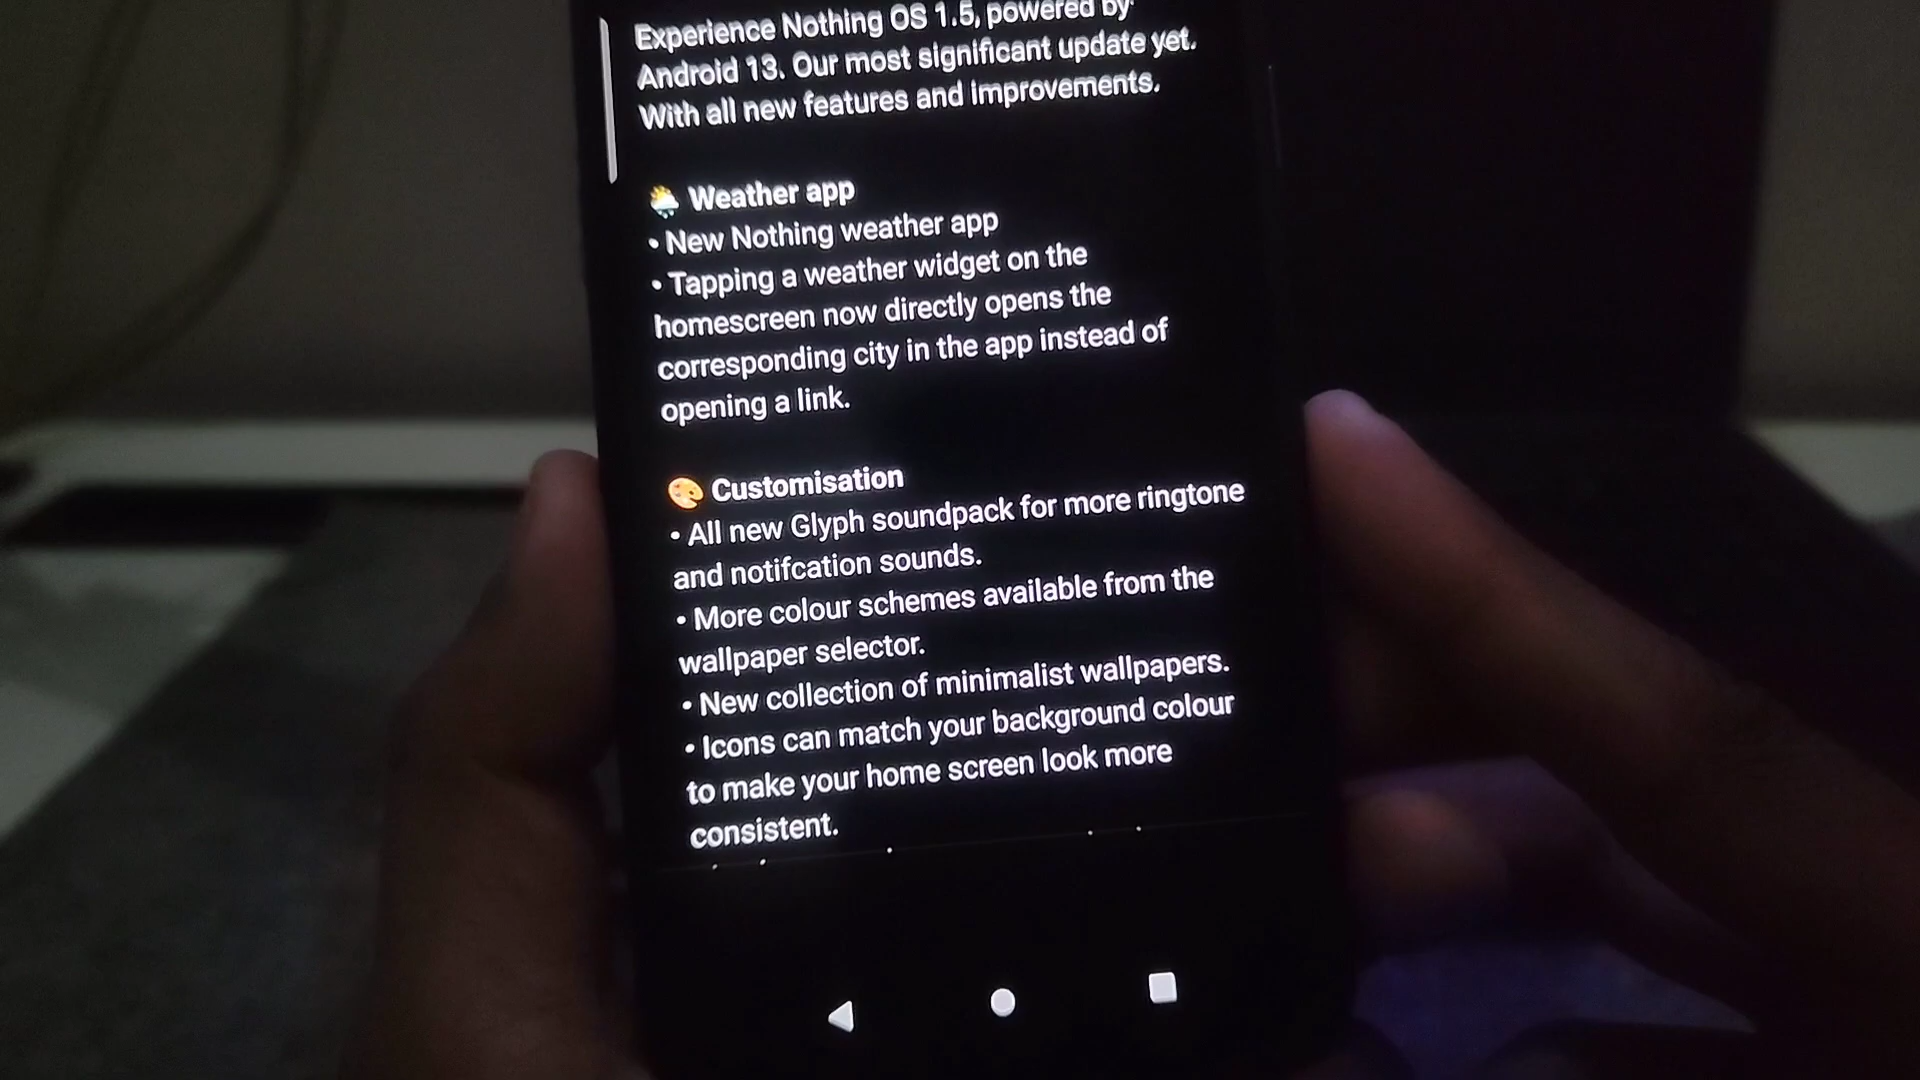 Experience Nothing OS 1.5, powered by
Android 13. Our most significant update yet.
With all new features and improvements.
Weather app
• New Nothing weather app
• Tapping a weather widget on the
homescreen now directly opens the
corresponding city in the app instead of
opening a link.
Customisation
• All new Glyph soundpack for more ringtone
and notifcation sounds.
• More colour schemes available from the
wallpaper selector.
• New collection of minimalist wallpapers.
• Icons can match your background colour
to make your home screen look more
consistent.